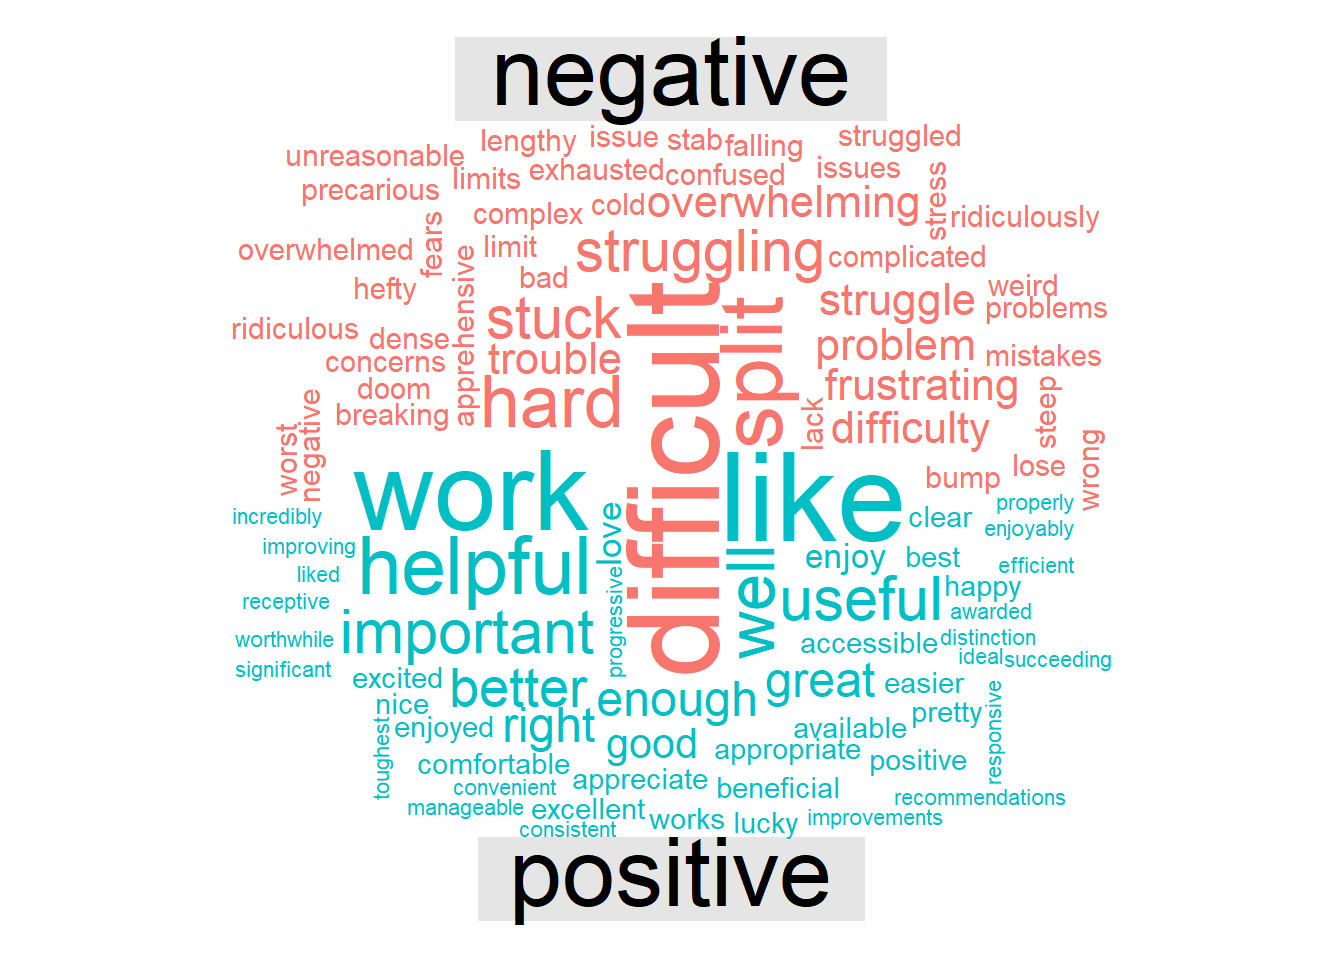 negative
lengthy issue stab falling struggled
unreasonable limits exhausted confused issues
precarious complex cold overwhelming stress ridiculously
overwhelmed fears limit struggling complicated
hefty apprehensive bad weird
ridiculous dense stuck difficult split struggle problems
concerns trouble problem mistakes
doom hard frustrating
breaking lack difficulty steep
worst negative bump lose wrong
work like properly
incredibly love clear enjoyably
improving helpful enjoy best efficient
liked well useful happy
receptive progressive awarded
worthwhile important accessible distinction
significant ideal succeeding
excited better enough great easier
nice right available pretty responsive
toughest enjoyed good appropriate positive
comfortable appreciate beneficial
convenient recommendations
manageable excellent works lucky improvements
consistent
positive